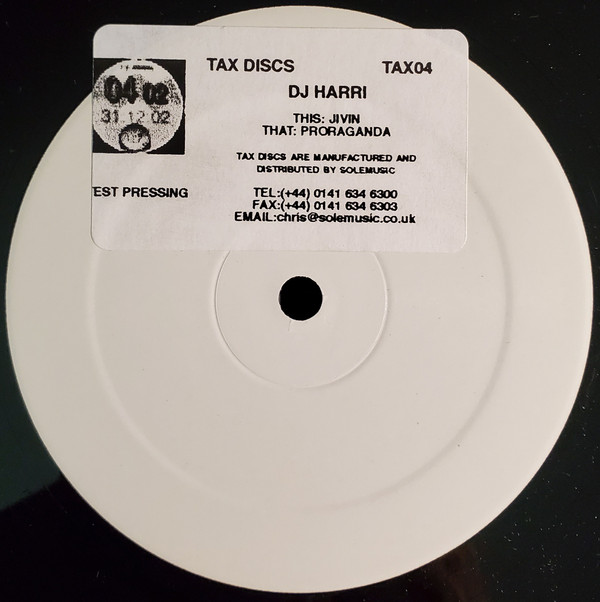 TAX DISCS TAX04
04 02
31 12 02
DJ HARRI
THIS: JIVIN
THAT: PRORAGANDA
TAX DISCS ARE MANUFACTURED AND
DISTRIBUTED BY SOLEMUSIC
EST PRESSING
TEL:(+44) 0141 634 6300
FAX:(+44) 0141 634 6303
EMAIL:chris@solemusic.co.uk